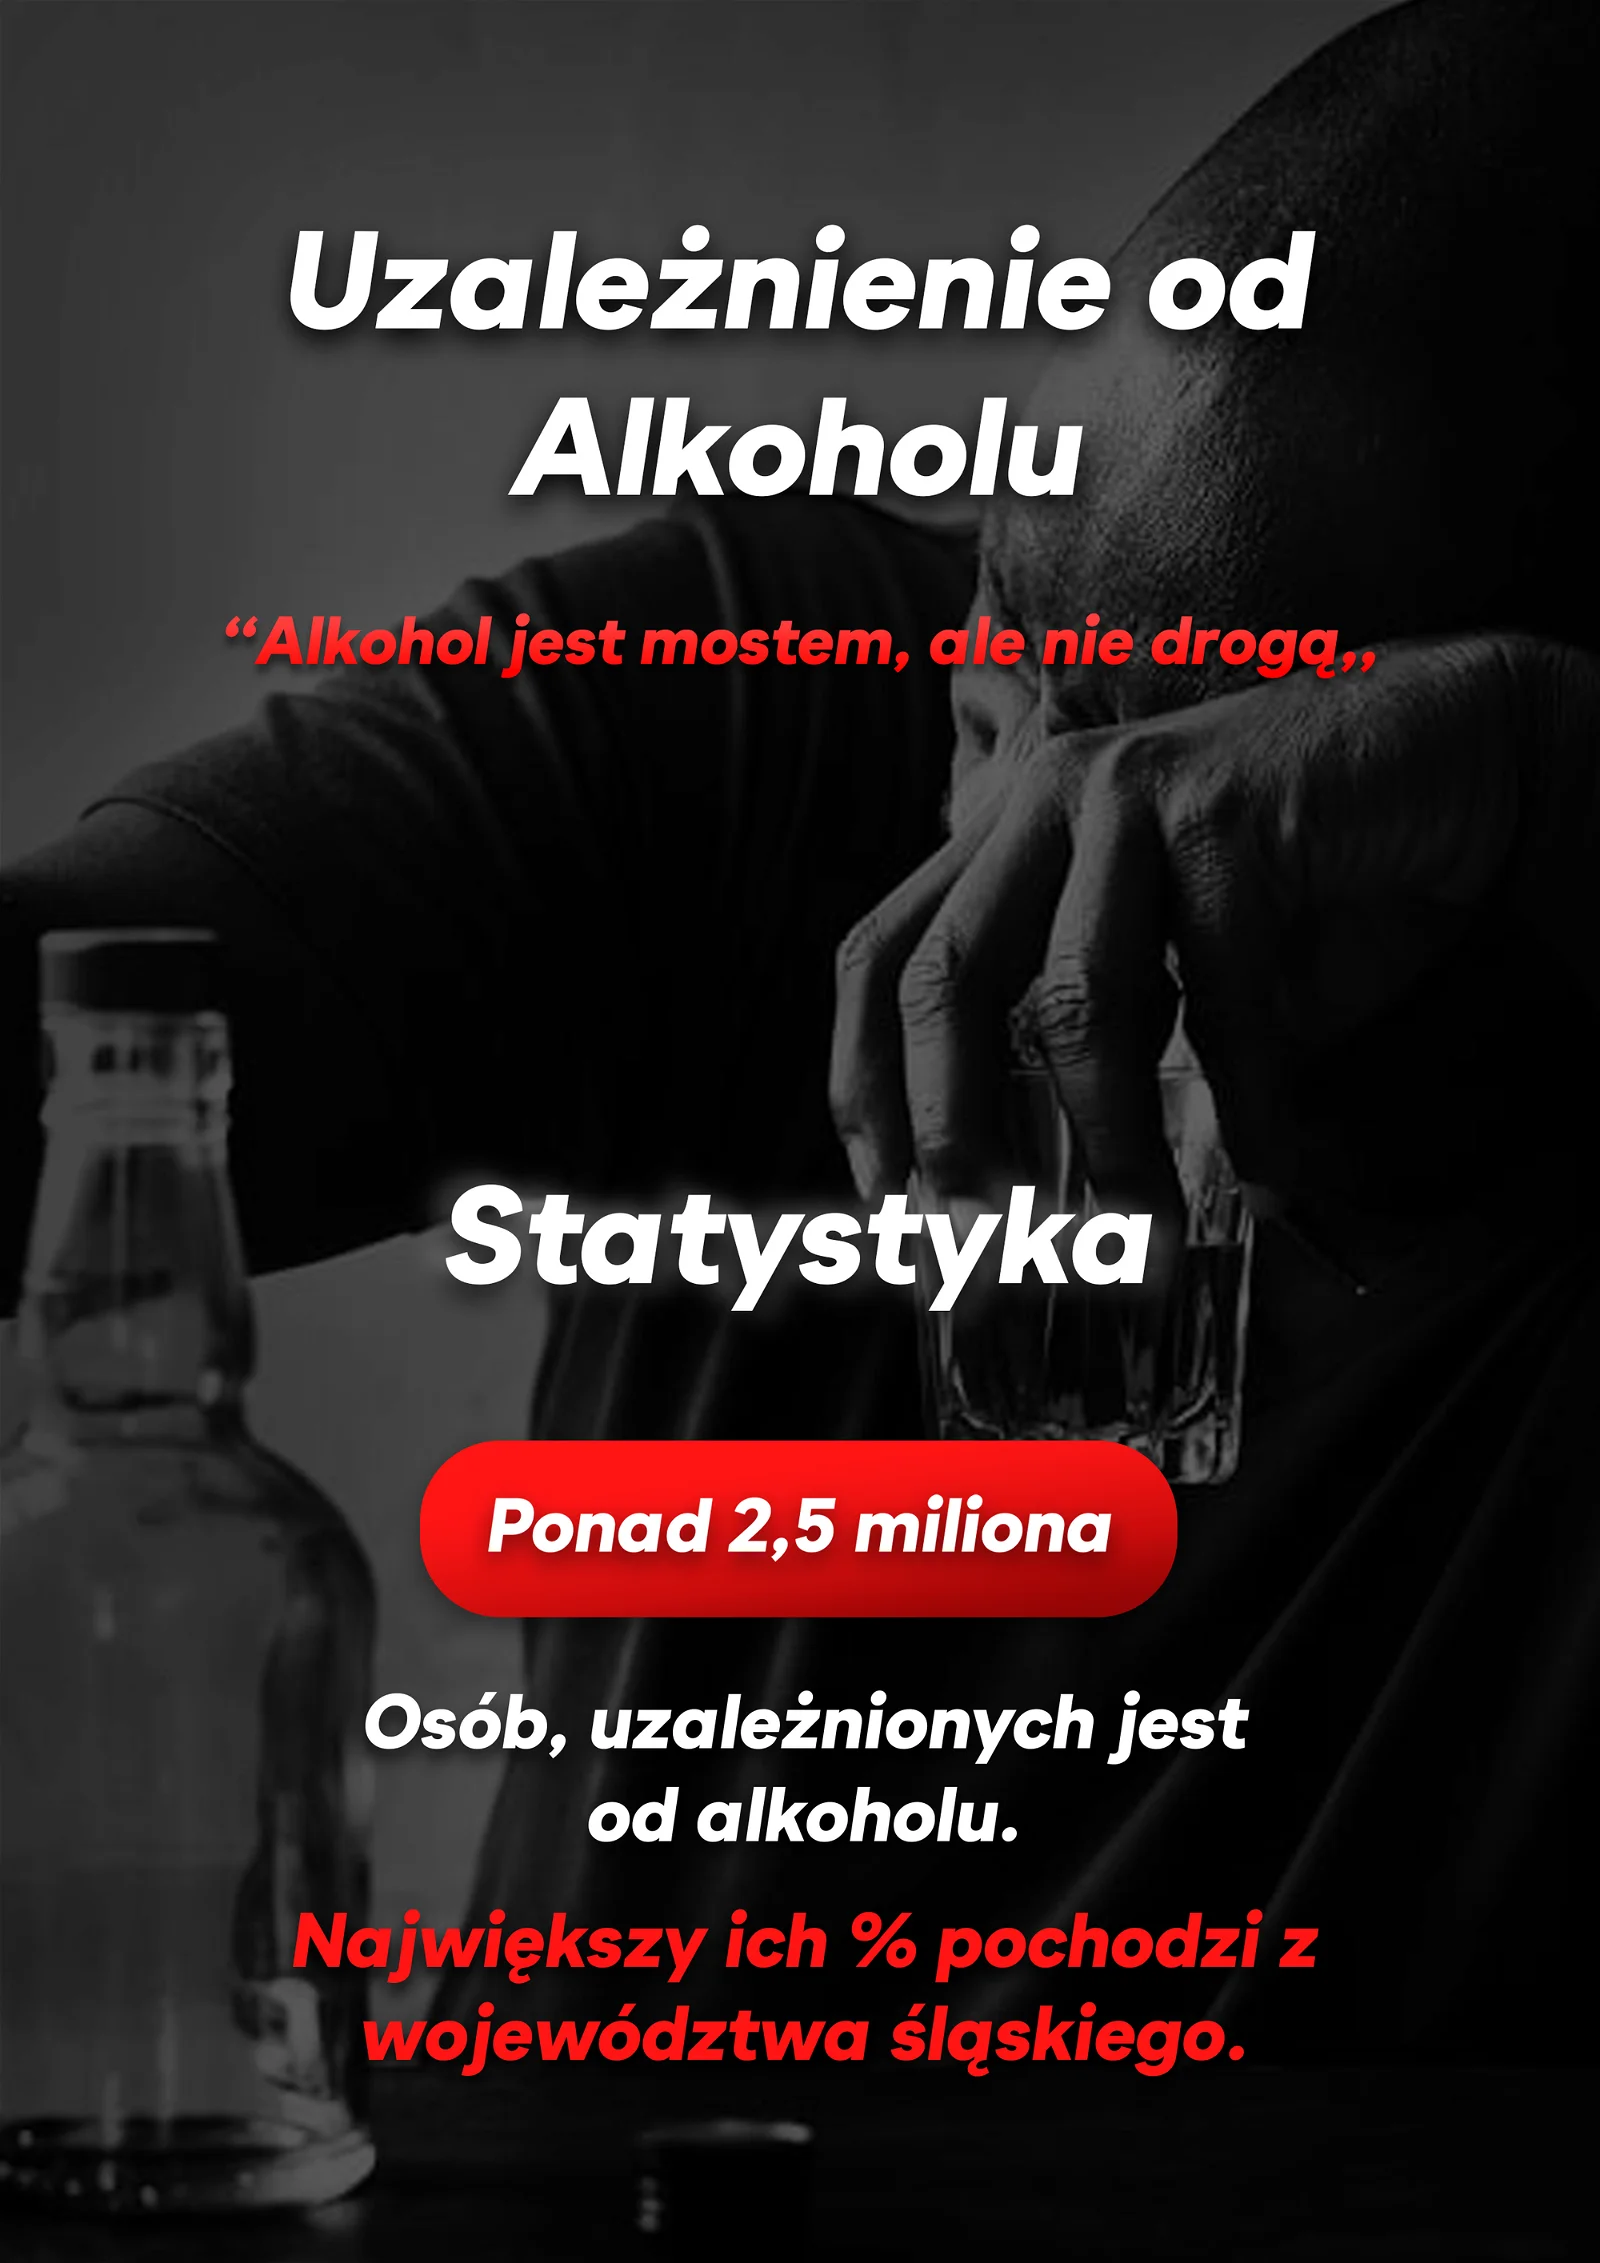 Uzależnienie od
Alkoholu
“Alkohol jest mostem, ale nie drogą,,
Statystyka
Ponad 2,5 miliona
Osób, uzależnionych jest
od alkoholu.
Największy ich % pochodzi z
województwa śląskiego.